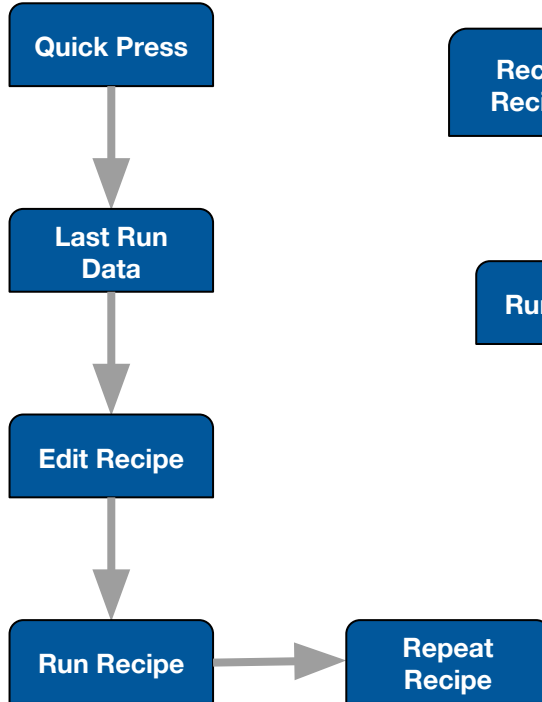 Quick Press
Last Run
Data
Edit Recipe
Run Recipe
Repeat
Recipe